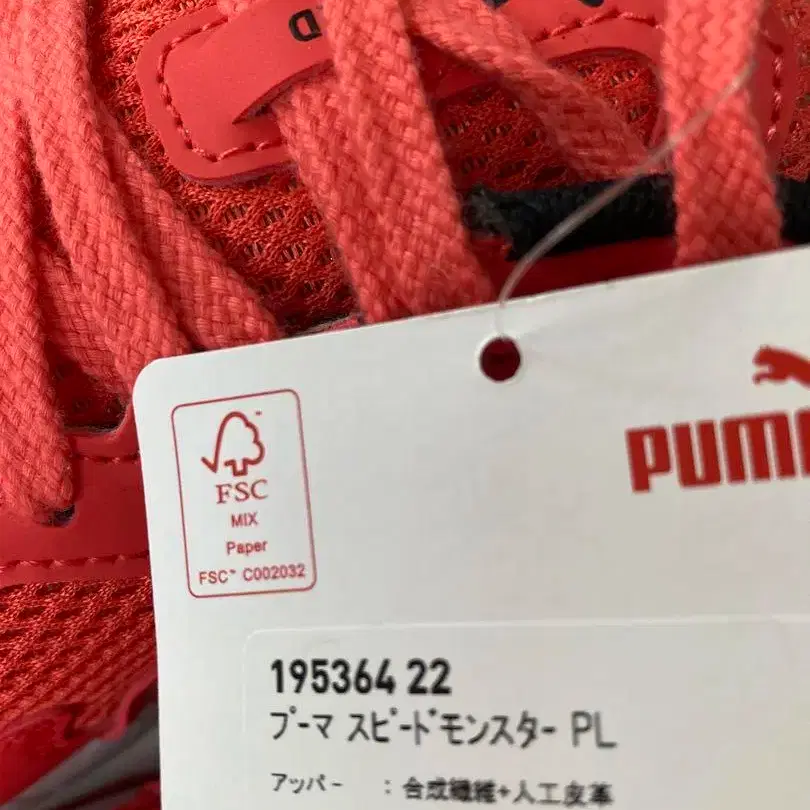 FSC
MIX
Paper
FSC™ C002032
PUM
195364 22
プーマ スピードモンスター PL
アッパー : 合成繊維+人工皮革